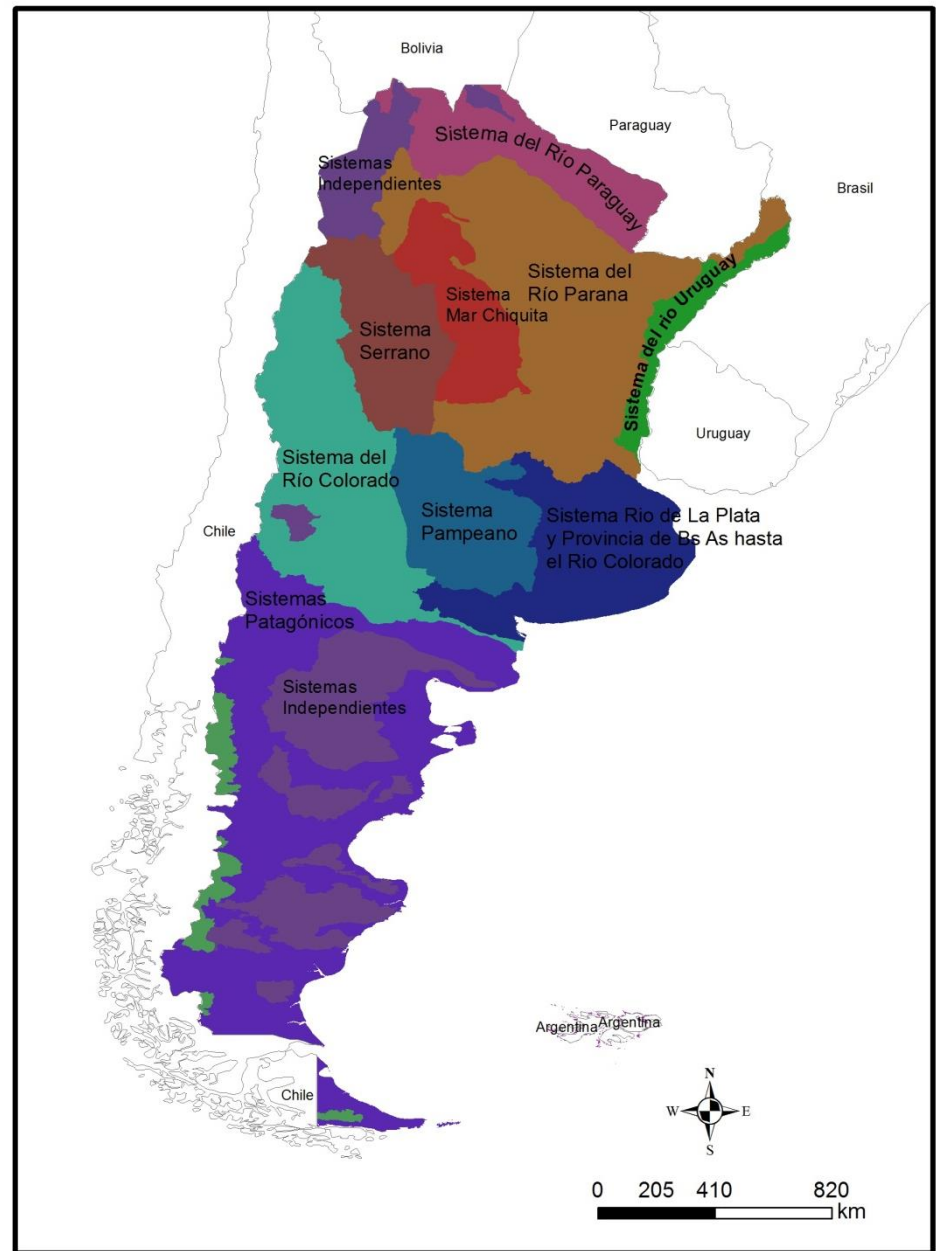 Bolivia
Paraguay
Sistema del Río Paraguay
Sistemas
Independientes
Brasil
Sistema del
Río Parana
Sistema del rio Uruguay
Sistema
Mar Chiquita
Sistema
Serrano
Uruguay
Sistema del
Río Colorado
Sistema
Pampeano
Sistema Rio de La Plata
y Provincia de Bs As hasta
el Rio Colorado
Chile
Sistemas
Patagónicos
Sistemas
Independientes
Argentina Argentina
Chile
N
W E
S
0 205 410 820
km